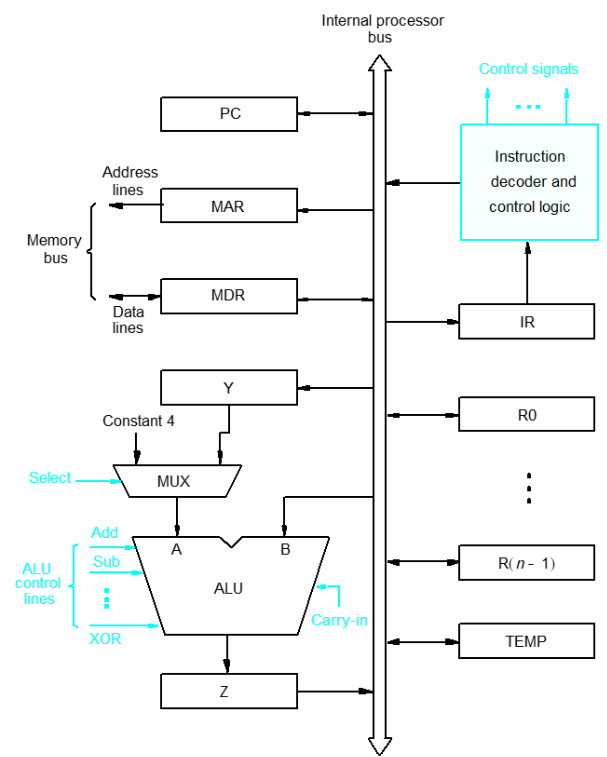 Internal processor
bus
Control signals
PC
Instruction
decoder and
control logic
Address
lines
MAR
Memory
bus
MDR
Data
lines
IR
Y
Constant 4
R0
Select
MUX
Add
A
B
Sub
ALU
control
lines
ALU
R(n - 1)
Carry-in
XOR
TEMP
Z